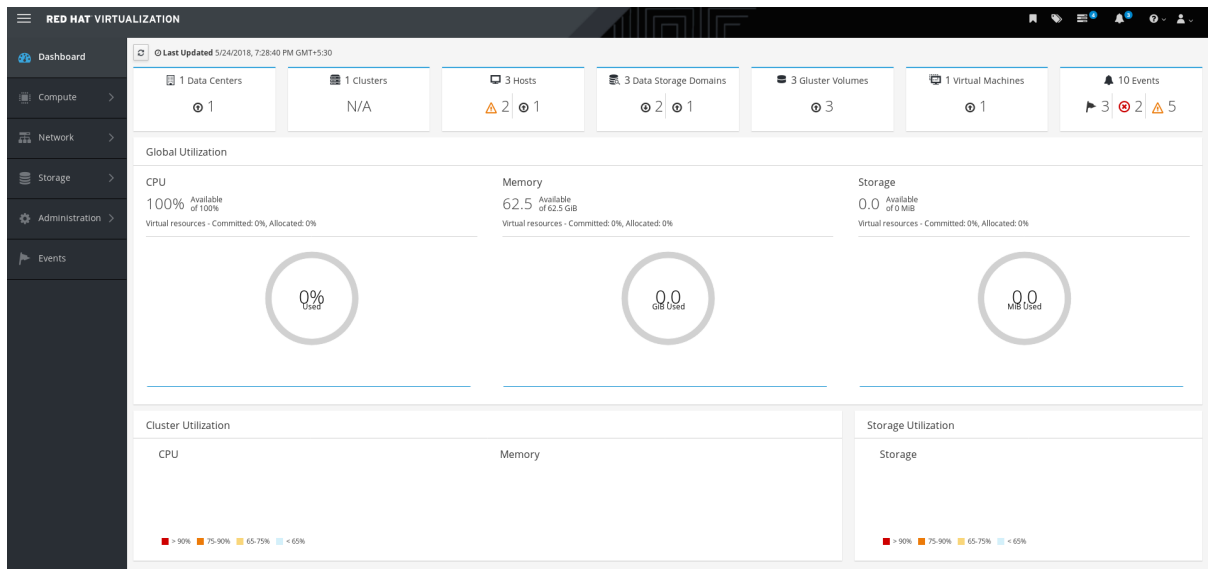 RED HAT VIRTUALIZATION
4
3
Dashboard
Compute
Network
Storage
Administration
Events
Last Updated 5/24/2018, 7:28:40 PM GMT+5:30
1 Data Centers
1
1 Clusters
N/A
3 Hosts
2 1
3 Data Storage Domains
2 1
3 Gluster Volumes
3
1 Virtual Machines
1
10 Events
3 2 5
Global Utilization
CPU
100% Available of 100%
Virtual resources - Committed: 0%, Allocated: 0%
0%
Used
Memory
62.5 Available of 62.5 GiB
Virtual resources - Committed: 0%, Allocated: 0%
0.0
GiB Used
Storage
0.0 Available of 0 MiB
Virtual resources - Committed: 0%, Allocated: 0%
0.0
MiB Used
Cluster Utilization
CPU
Memory
> 90% 75-90% 65-75% < 65%
Storage Utilization
Storage
> 90% 75-90% 65-75% < 65%